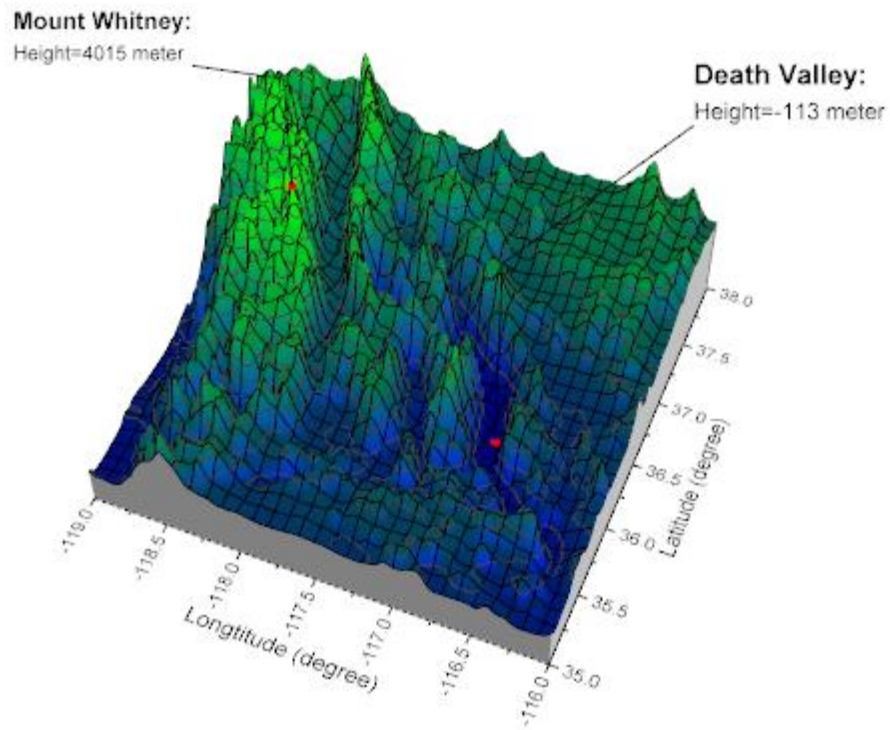 Mount Whitney:
Height=4015 meter
Death Valley:
Height=-113 meter
38.0
37.5
37.0
36.5
36.0
35.5
35.0
Latitude (degree)
-119.0
-118.5
-118.0
-117.5
-117.0
-116.5
-116.0
Longtitude (degree)